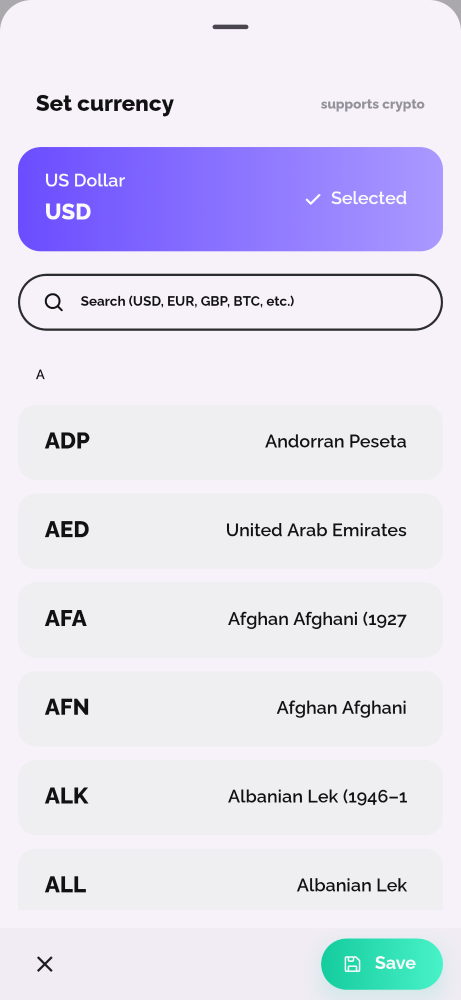 Set currency
supports crypto
US Dollar
USD
Selected
Search (USD, EUR, GBP, BTC, etc.)
A
ADP
Andorran Peseta
AED
United Arab Emirates
AFA
Afghan Afghani (1927
AFN
Afghan Afghani
ALK
Albanian Lek (1946–1
ALL
Albanian Lek
Save